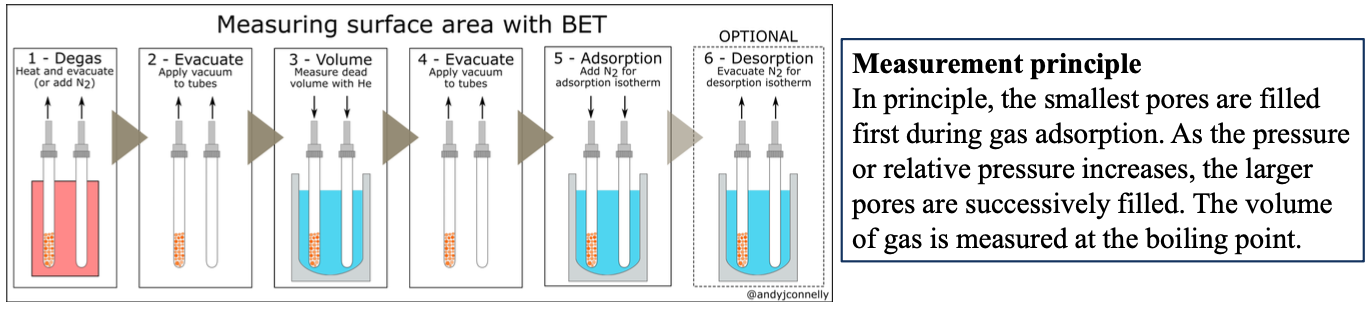 Measuring surface area with BET
1 - Degas
Heat and evacuate
(or add N2)
2 - Evacuate
Apply vacuum
to tubes
3 - Volume
Measure dead
volume with He
4 - Evacuate
Apply vacuum
to tubes
5 - Adsorption
Add N2 for
adsorption isotherm
OPTIONAL
6 - Desorption
Evacuate N2 for
desorption isotherm
@andyjconnelly
Measurement principle
In principle, the smallest pores are filled
first during gas adsorption. As the pressure
or relative pressure increases, the larger
pores are successively filled. The volume
of gas is measured at the boiling point.